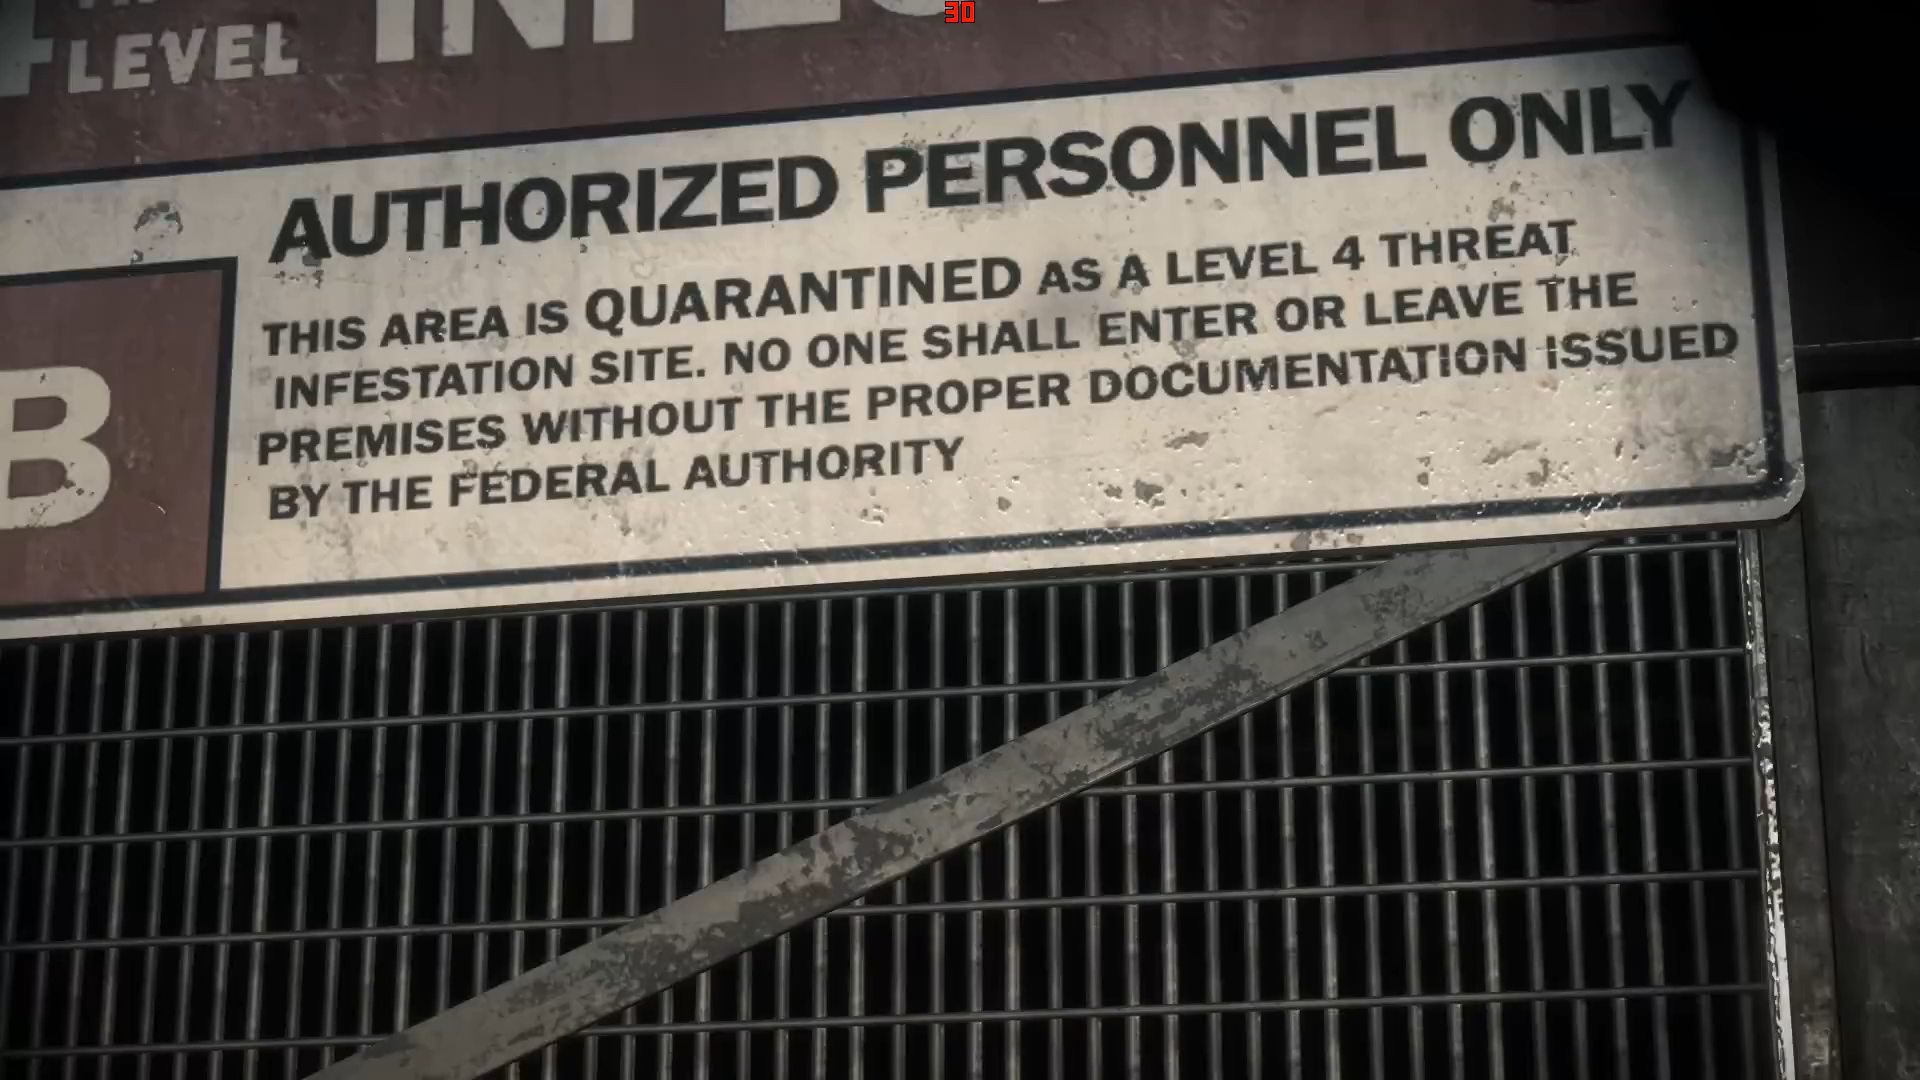 30
LEVEL
AUTHORIZED PERSONNEL ONLY
THIS AREA IS QUARANTINED AS A LEVEL 4 THREAT
INFESTATION SITE. NO ONE SHALL ENTER OR LEAVE THE
PREMISES WITHOUT THE PROPER DOCUMENTATION ISSUED
BY THE FEDERAL AUTHORITY
B